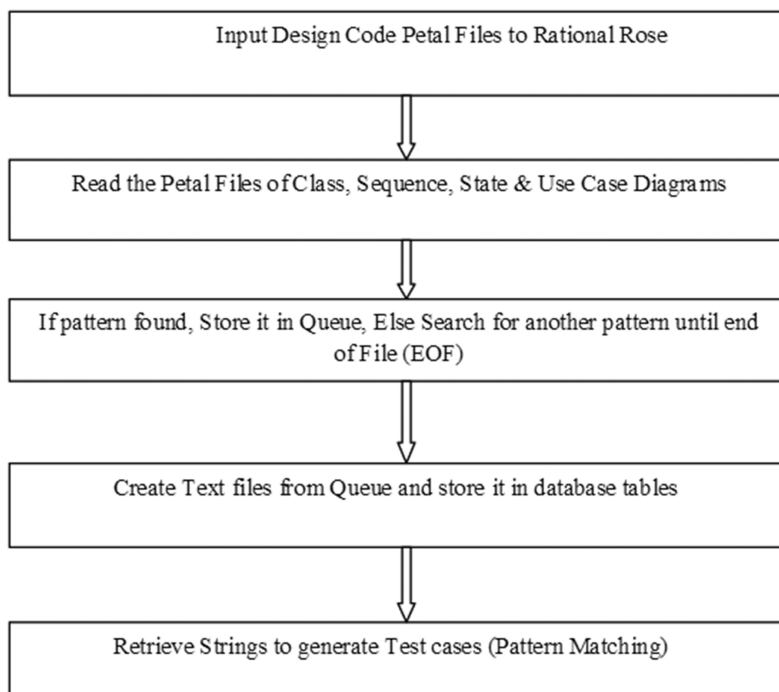 Input Design Code Petal Files to Rational Rose
Read the Petal Files of Class, Sequence, State & Use Case Diagrams
If pattern found, Store it in Queue, Else Search for another pattern until end
of File (EOF)
Create Text files from Queue and store it in database tables
Retrieve Strings to generate Test cases (Pattern Matching)